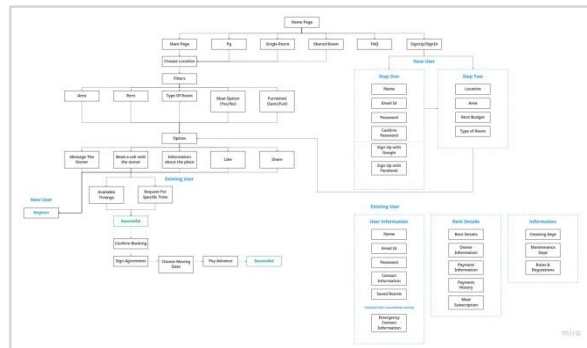 Home Page
Main Page
Pg
Single Room
Shared Room
FAQ
SignUp/SignIn
Choose Location
New User
Filters
Step One
Step Two
Name
Location
Email Id
Area
Password
Rent Budget
Confirm
Password
Type of Room
Sign Up with
Google
Sign Up with
Facebook
Area
Rent
Type Of Room
Meal Option
(Yes/No)
Furnished
(Semi/Full)
Option
Message The
Owner
Book a call with
the owner
Information
about the place
Like
Share
Existing User
New User
Register
Available
Timings
Request For
Specific Time
Successful
Confirm Booking
Sign Agreement
Choose Moving
Date
Pay Advance
Successful
Existing User
User Information
Name
Email Id
Password
Contact
Information
Saved Rooms
Emergency
Contact
Information
Rent Details
Rent Details
Owner
Information
Payment
Information
Payment
History
Meal
Subscription
Information
Cleaning Dept
Maintenance
Dept
Rules &
Regulations
miro